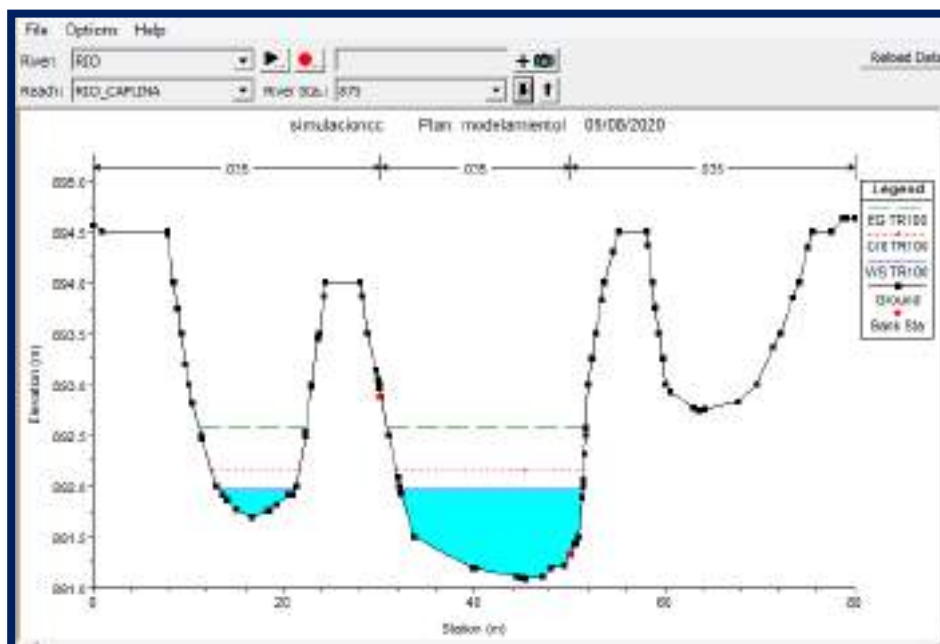 File Options Help
River: RIO Reload Data
Reach: RIO_CAPLINA River Sta.: 875
simulacioncc Plan: modelamiento1 09/08/2020
.035 .035 .035
Legend
EG TR100
Crit TR100
WS TR100
Ground
Bank Sta
Elevation (m)
895.0
894.5
894.0
893.5
893.0
892.5
892.0
891.5
891.0
0 20 40 60 80
Station (m)